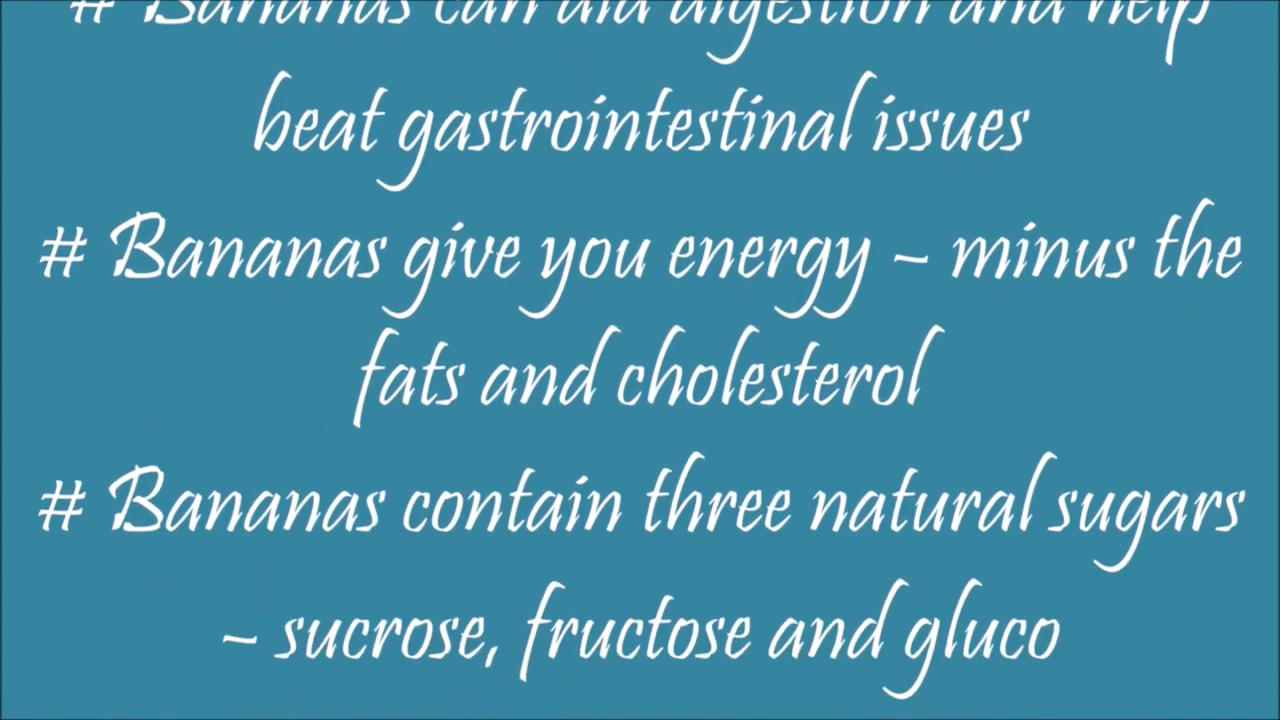 # Bananas can aid digestion and help
beat gastrointestinal issues
# Bananas give you energy – minus the
fats and cholesterol
# Bananas contain three natural sugars
– sucrose, fructose and gluco